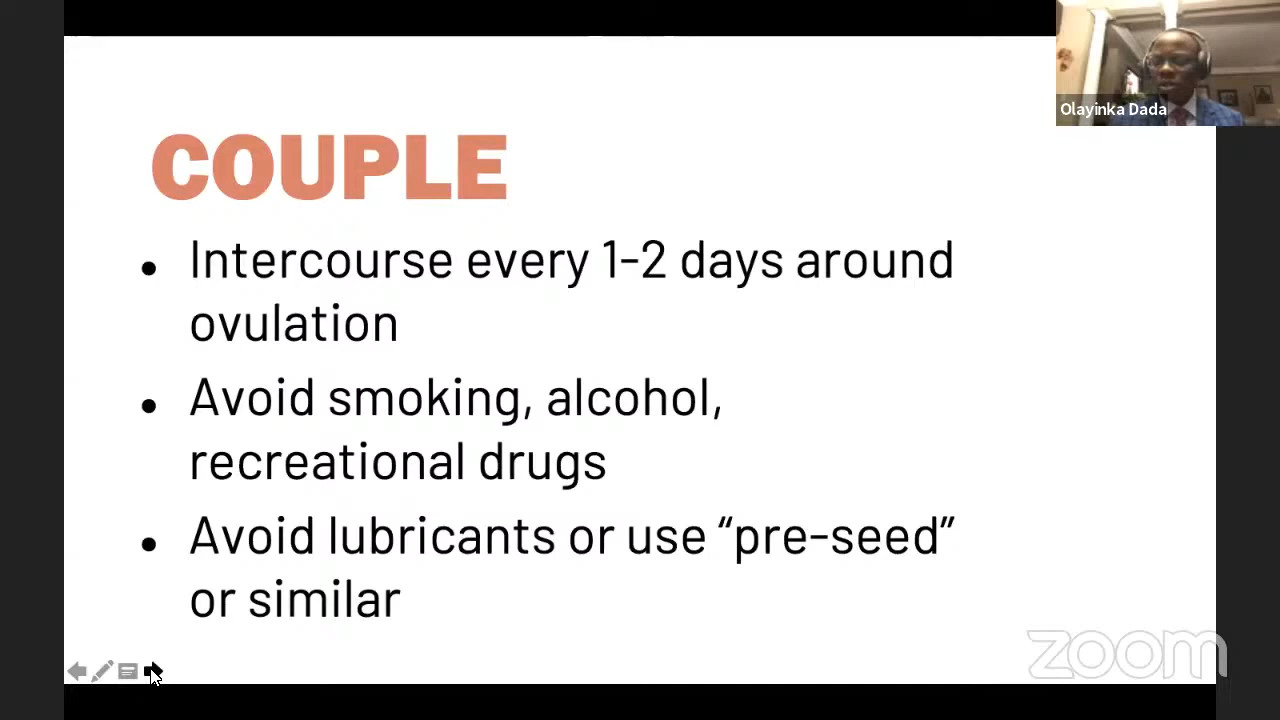 Olayinka Dada
COUPLE
• Intercourse every 1-2 days around
ovulation
• Avoid smoking, alcohol,
recreational drugs
• Avoid lubricants or use “pre-seed”
or similar
zoom